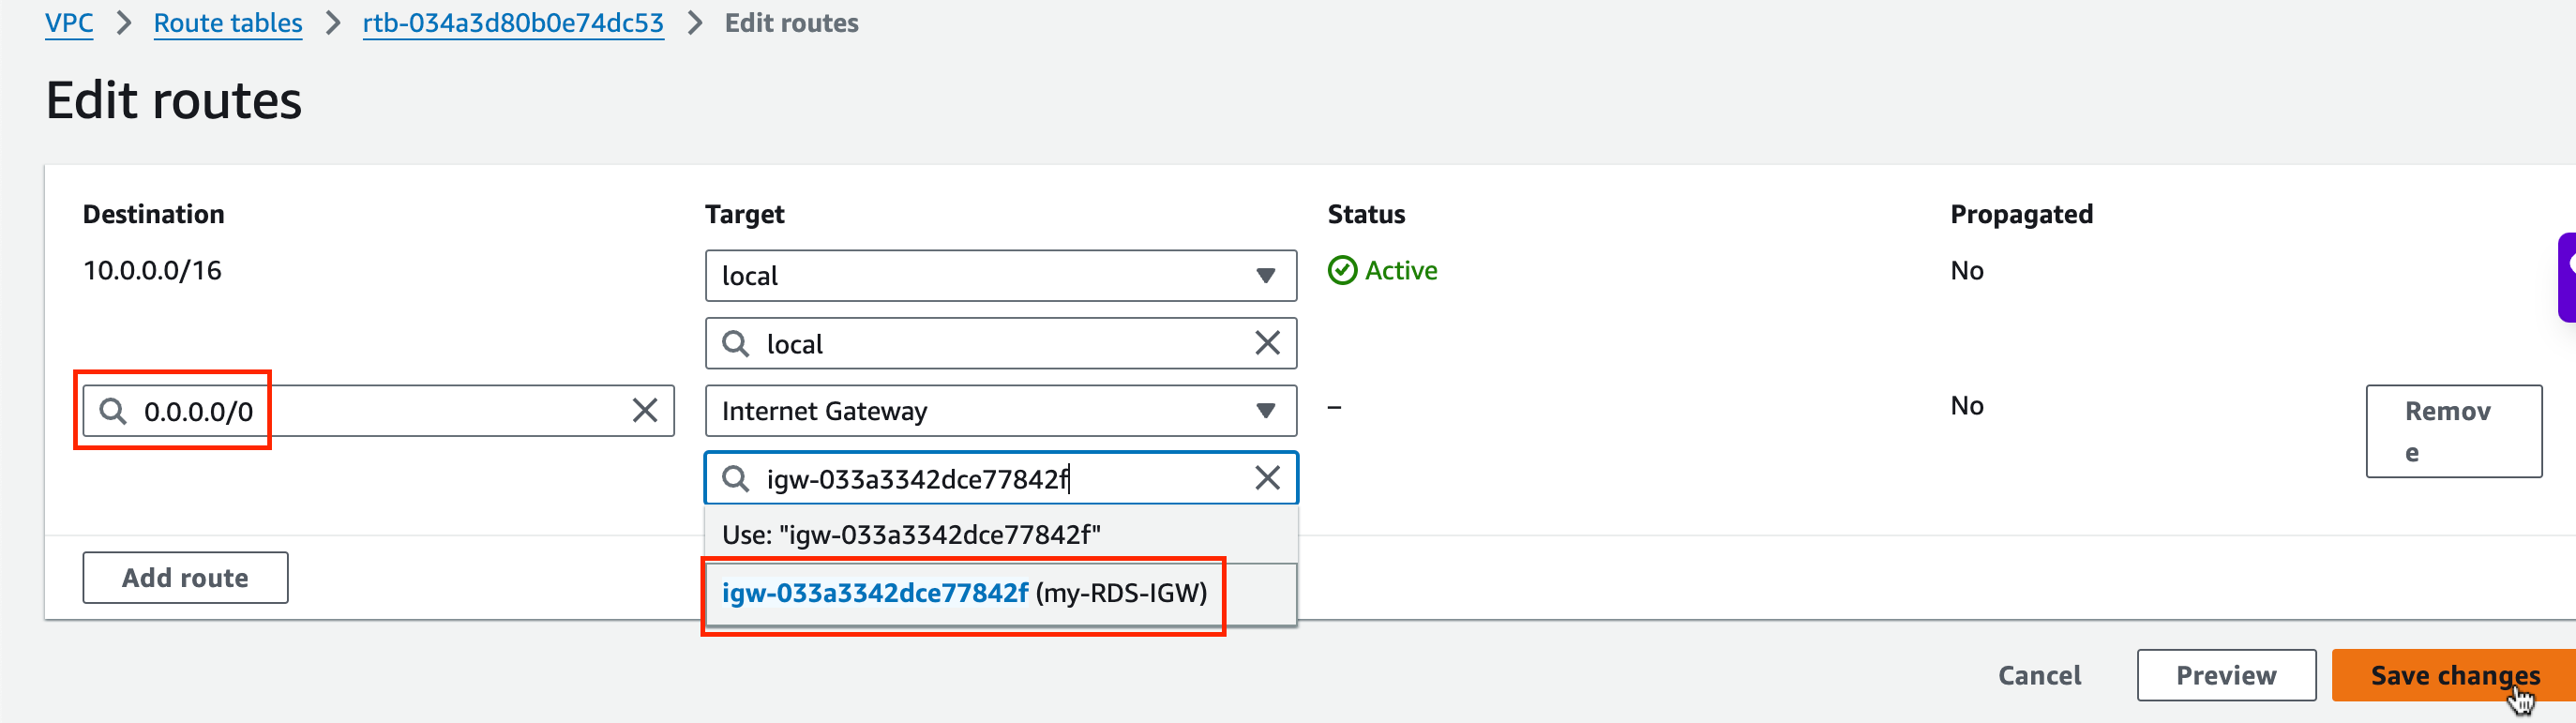 VPC > Route tables > rtb-034a3d80b0e74dc53 > Edit routes
Edit routes
Destination Target Status Propagated
10.0.0.0/16 local Active No
local
0.0.0.0/0 Internet Gateway – No Remov
e
igw-033a3342dce77842f
Use: "igw-033a3342dce77842f"
Add route
igw-033a3342dce77842f (my-RDS-IGW)
Cancel Preview Save changes